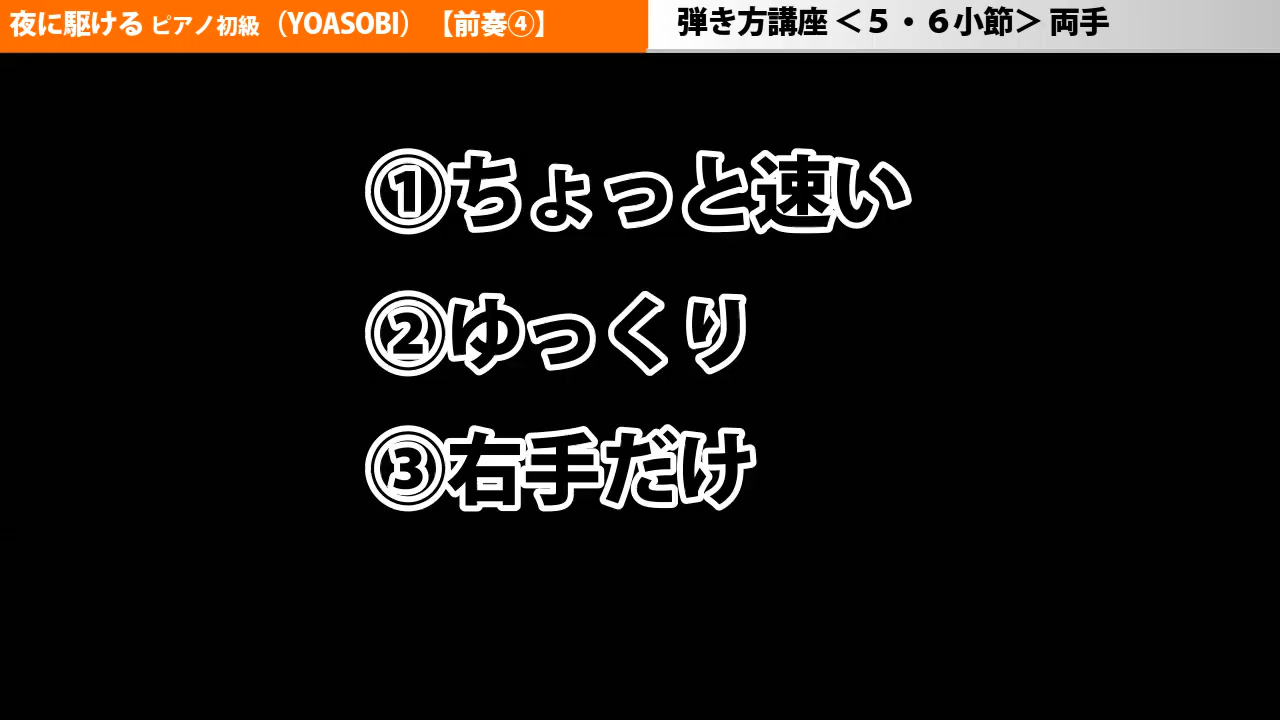 夜に駆ける ピアノ初級 （YOASOBI） 【前奏④】
弾き方講座 ＜５・６小節＞ 両手
①ちょっと速い
②ゆっくり
③右手だけ